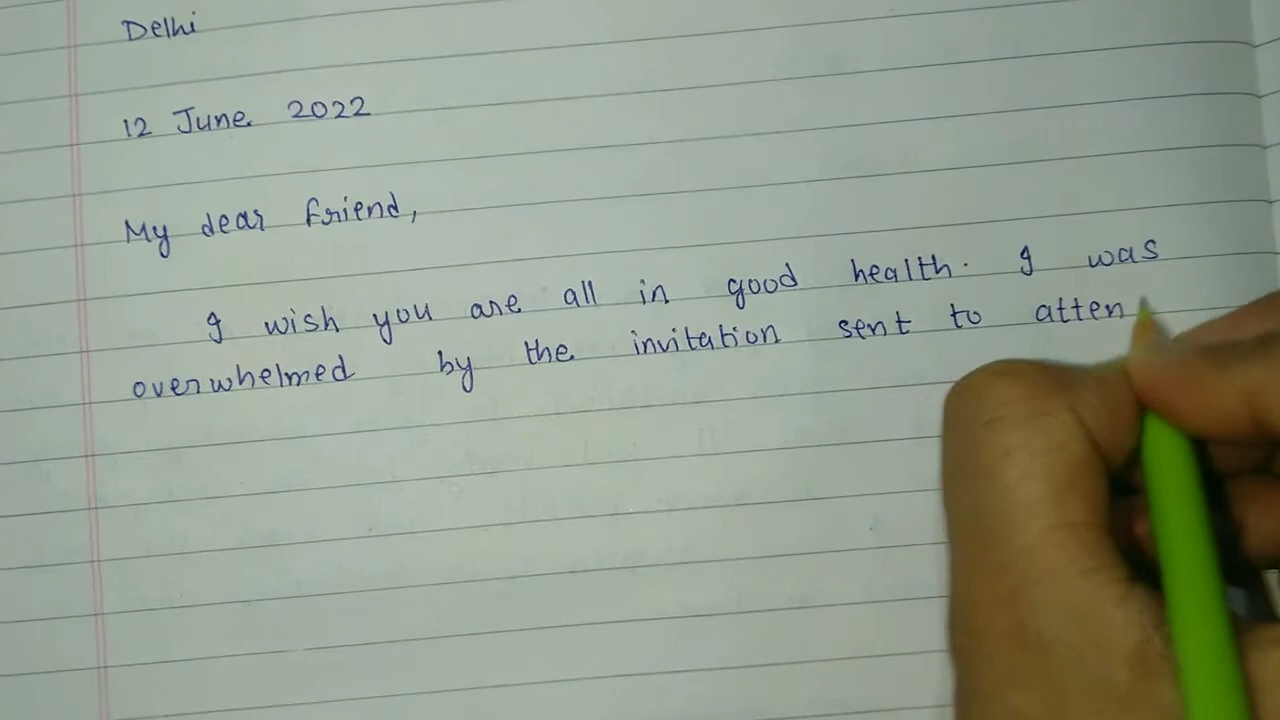 Delhi
12 June 2022
My dear friend,
I wish you are all in good health. I was
overwhelmed by the invitation sent to atten